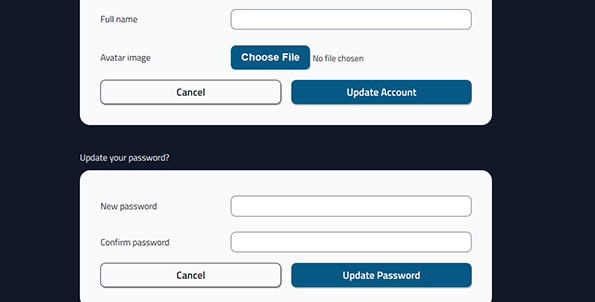 Full name
Avatar image Choose File No file chosen
Cancel Update Account
Update your password?
New password
Confirm password
Cancel Update Password